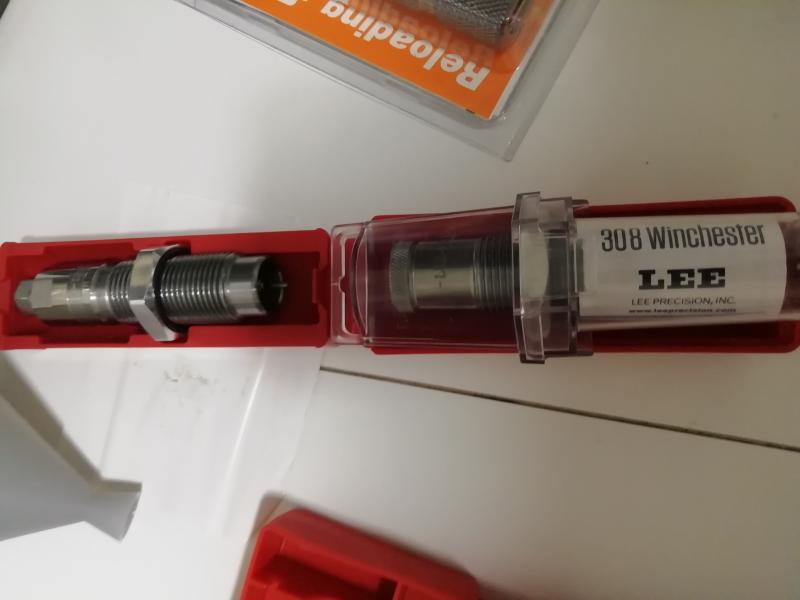 Reloading
308 Winchester
LEE
LEE PRECISION, INC.
www.leeprecision.com